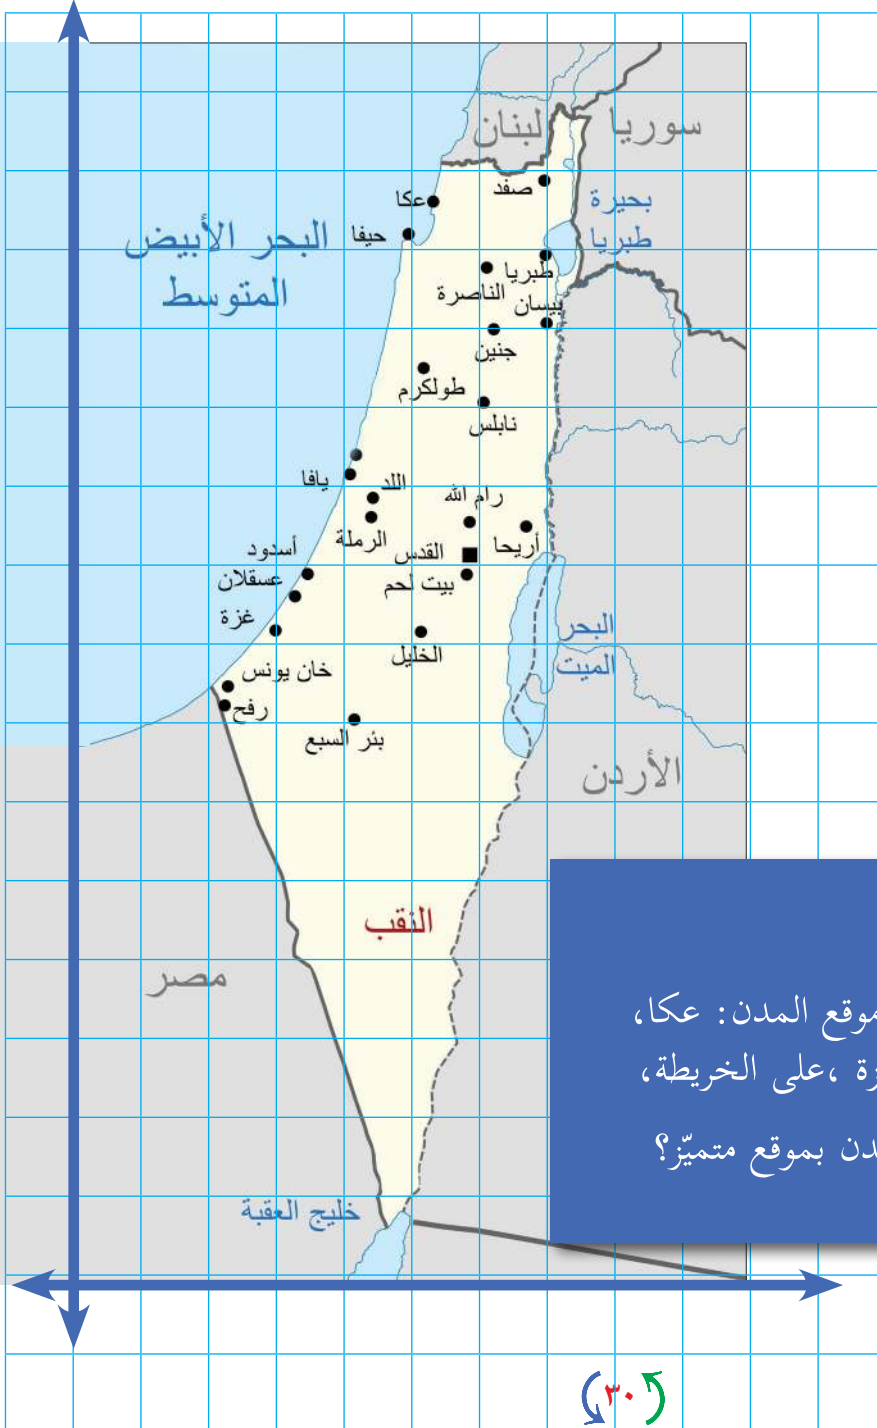 لبنان
سوريا
صفد
عكا
بحيرة
طبريا
حيفا
البحر الأبيض
المتوسط
طبريا
الناصرة
بيسان
جنين
طولكرم
نابلس
يافا
اللد
رام الله
الرملة
أريحا
القدس
أسدود
بيت لحم
عسقلان
غزة
البحر
الميت
الخليل
خان يونس
رفح
بئر السبع
الأردن
النقب
مصر
موقع المدن: عكا،
، على الخريطة،
بموقع متميّز؟
خليج العقبة
٣٠